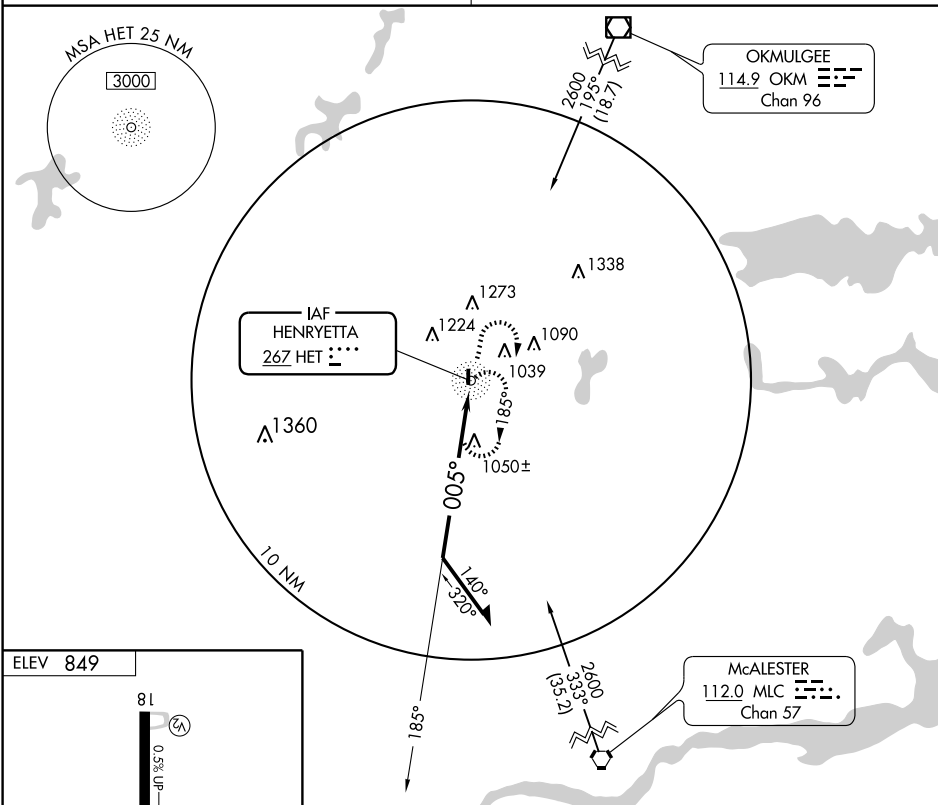 MSA HET 25 NM
3000
OKMULGEE
114.9 OKM
Chan 96
2600
195°
(18.7)
1338
1273
1224
1090
1039
IAF
HENRYETTA
267 HET
185°
1360
1050±
005°
10 NM
140°
320°
2600
333°
(35.2)
McALESTER
112.0 MLC
Chan 57
185°
ELEV 849
18
V2
0.5% UP